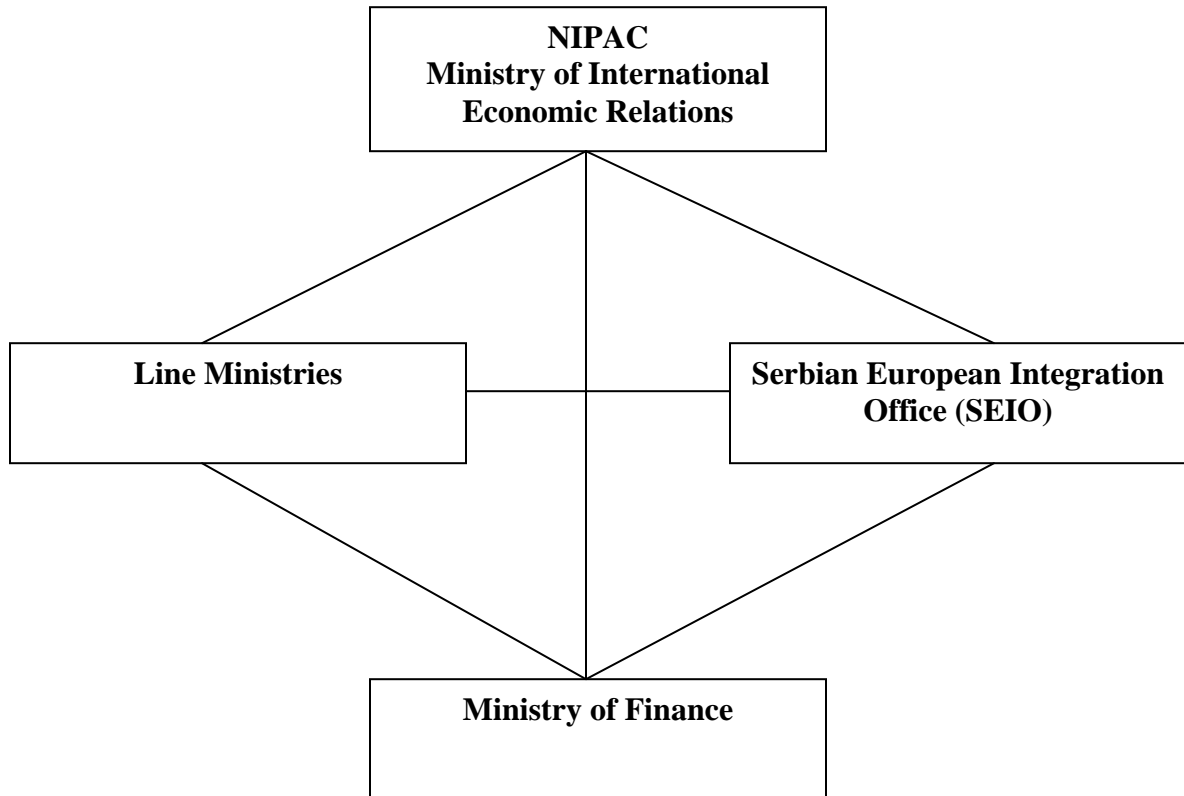 NIPAC
Ministry of International
Economic Relations
Line Ministries
Serbian European Integration
Office (SEIO)
Ministry of Finance